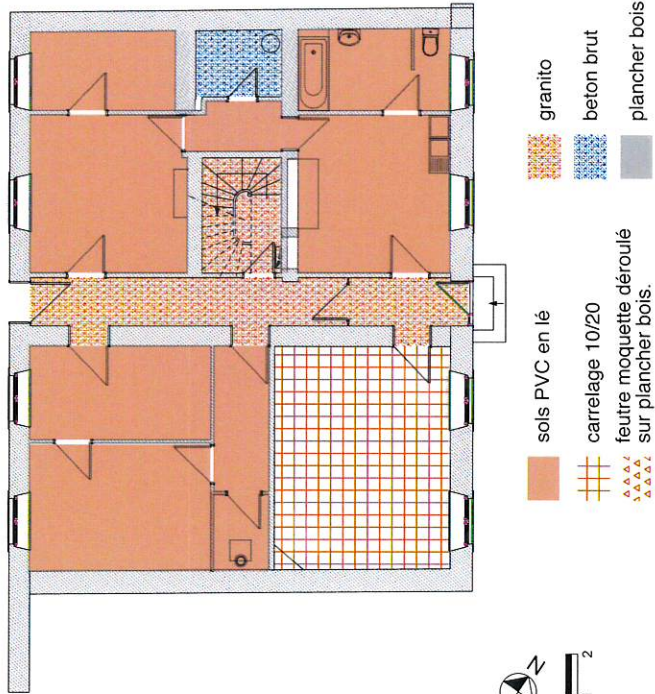 granito
beton brut
plancher bois
sols PVC en lé
carrelage 10/20
feutre moquette déroulé
sur plancher bois.
N
2